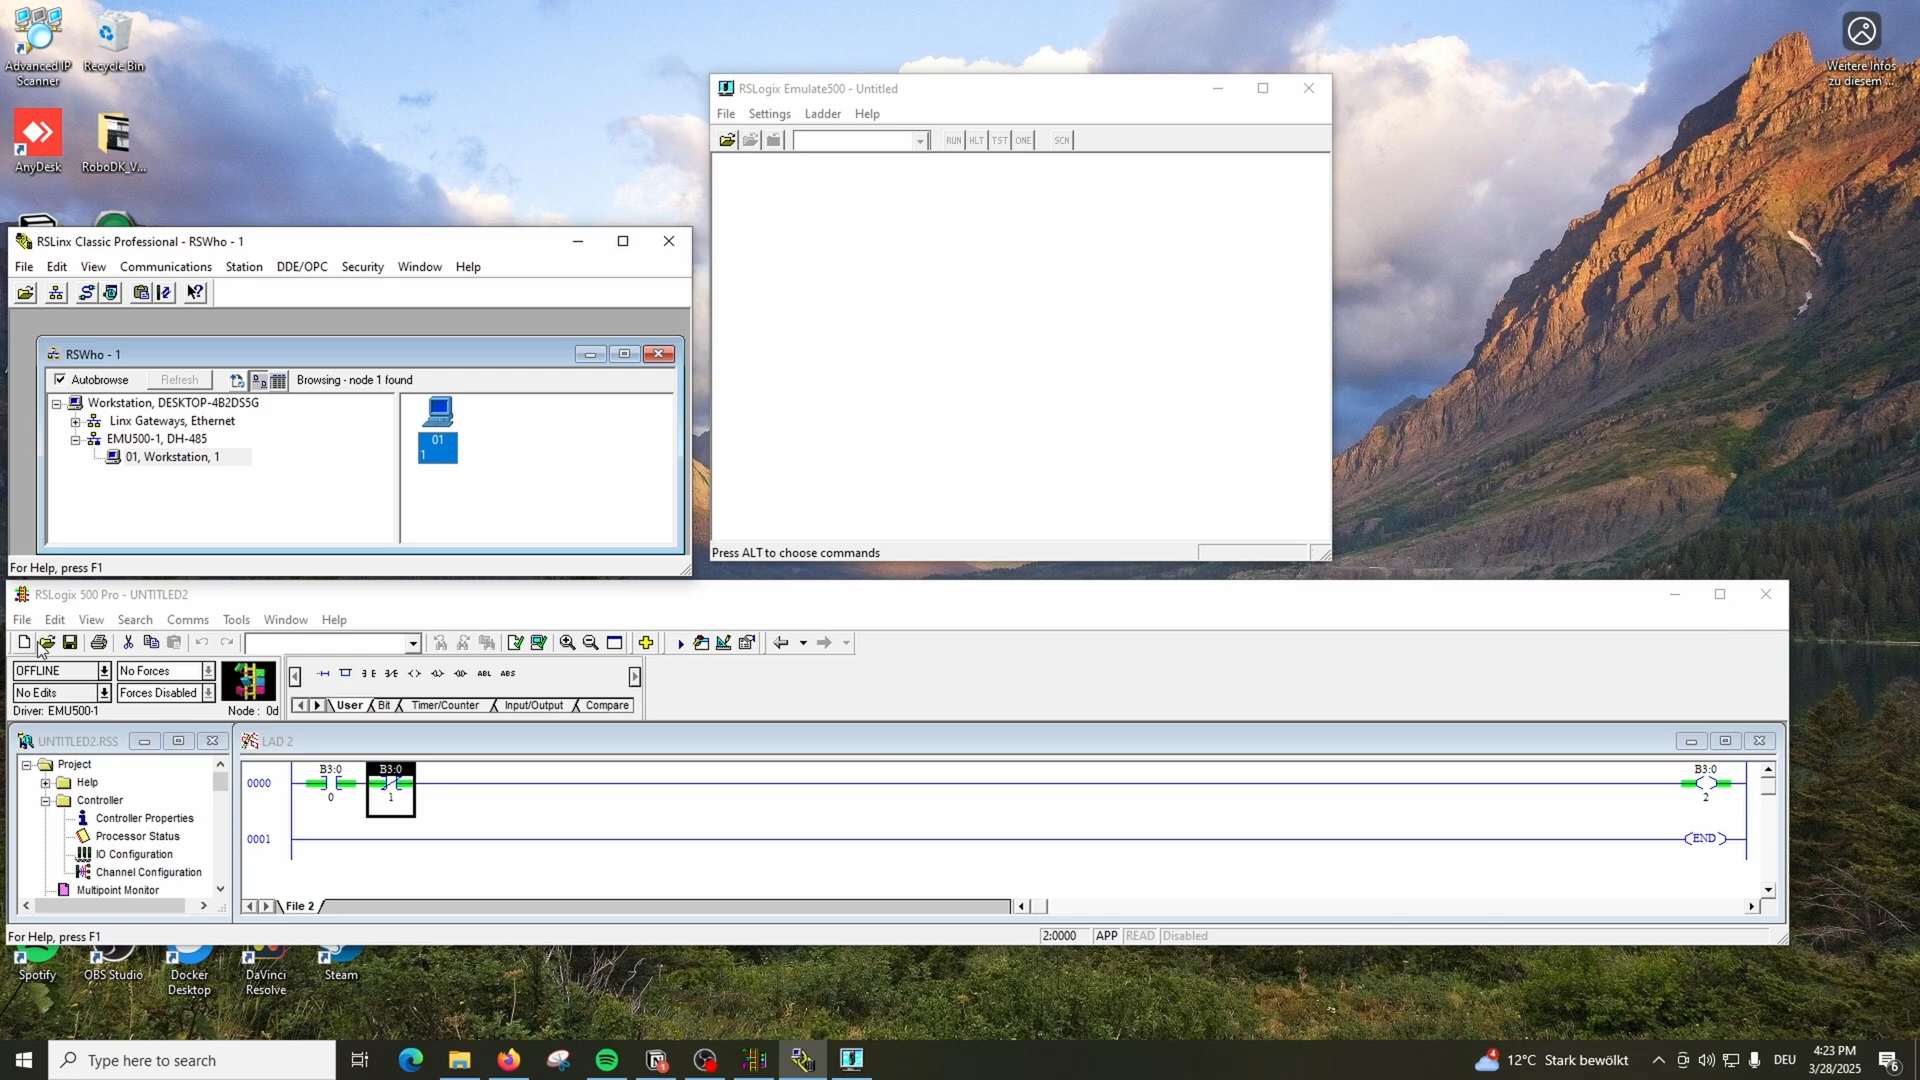 Advanced IP
Scanner
Recycle Bin
AnyDesk
RoboDK_V...
Weitere Infos
zu diesem ...
RSLogix Emulate500 - Untitled
File Settings Ladder Help
RUN HLT TST ONE SCN
Press ALT to choose commands
RSLinx Classic Professional - RSWho - 1
File Edit View Communications Station DDE/OPC Security Window Help
RSWho - 1
Autobrowse Refresh Browsing - node 1 found
Workstation, DESKTOP-4B2DS5G
Linx Gateways, Ethernet
EMU500-1, DH-485
01, Workstation, 1
01
1
For Help, press F1
RSLogix 500 Pro - UNTITLED2
File Edit View Search Comms Tools Window Help
OFFLINE No Forces
No Edits Forces Disabled
Driver: EMU500-1 Node : 0d
ABL ABS
User Bit Timer/Counter Input/Output Compare
UNTITLED2.RSS
Project
Help
Controller
Controller Properties
Processor Status
IO Configuration
Channel Configuration
Multipoint Monitor
LAD 2
B3:0 B3:0 B3:0
0000
0 1 2
0001 END
File 2
For Help, press F1
2:0000 APP READ Disabled
Spotify
OBS Studio
Docker
Desktop
DaVinci
Resolve
Steam
Type here to search
1
4
12°C Stark bewölkt
DEU
4:23 PM
3/28/2025
6